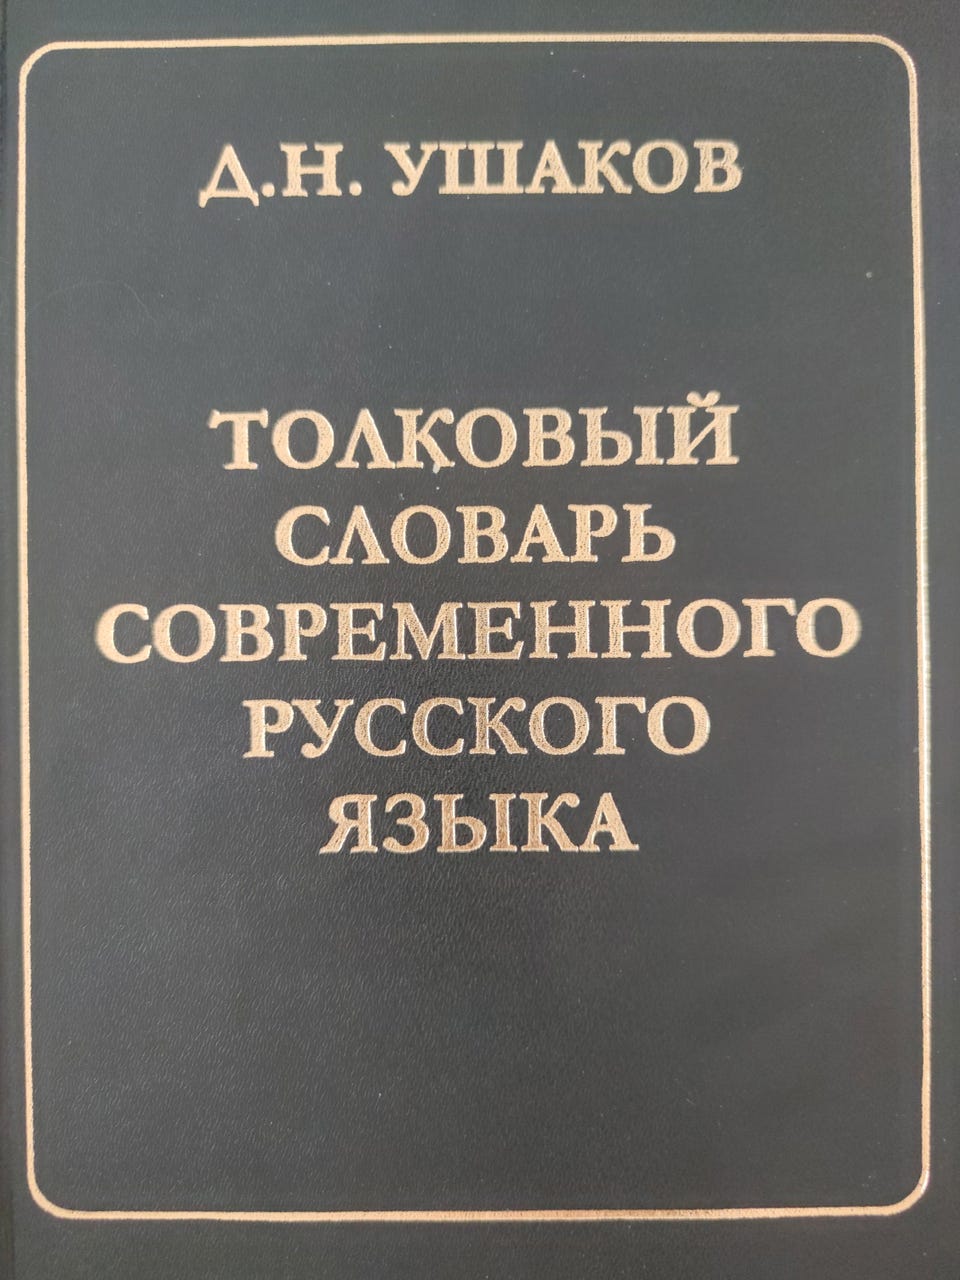 Д.Н. УШАКОВ
ТОЛКОВЫЙ
СЛОВАРЬ
СОВРЕМЕННОГО
РУССКОГО
ЯЗЫКА